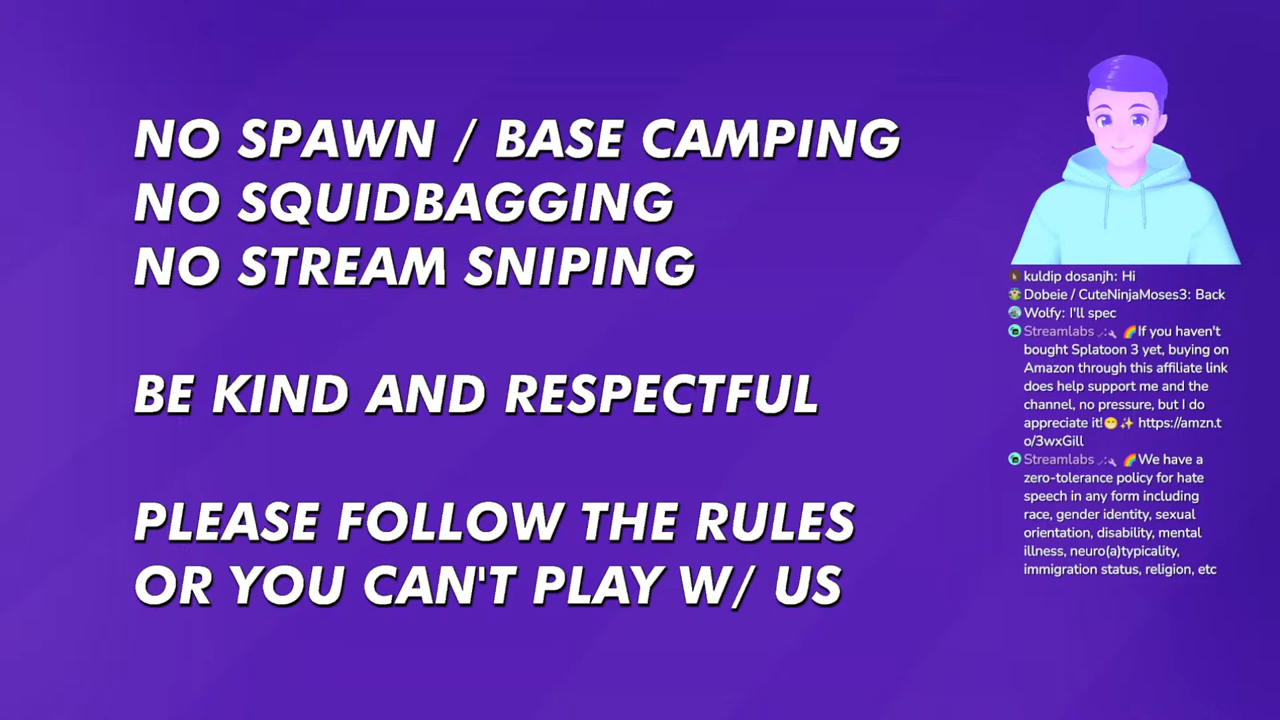 NO SPAWN / BASE CAMPING
NO SQUIDBAGGING
NO STREAM SNIPING
BE KIND AND RESPECTFUL
PLEASE FOLLOW THE RULES
OR YOU CAN'T PLAY W/ US
kuldip dosanjh: Hi
Dobeie / CuteNinjaMoses3: Back
Wolfy: I'll spec
Streamlabs 🌈If you haven't
bought Splatoon 3 yet, buying on
Amazon through this affiliate link
does help support me and the
channel, no pressure, but I do
appreciate it!😁✨ https://amzn.t
o/3wxGill
Streamlabs 🌈We have a
zero-tolerance policy for hate
speech in any form including
race, gender identity, sexual
orientation, disability, mental
illness, neuro(a)typicality,
immigration status, religion, etc